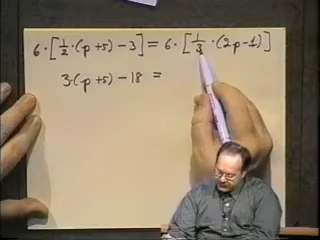 6 · [ 1/2 · (p + 5) − 3 ] = 6 · [ 1/3 · (2p − 1) ]
3 · (p + 5) − 18 =